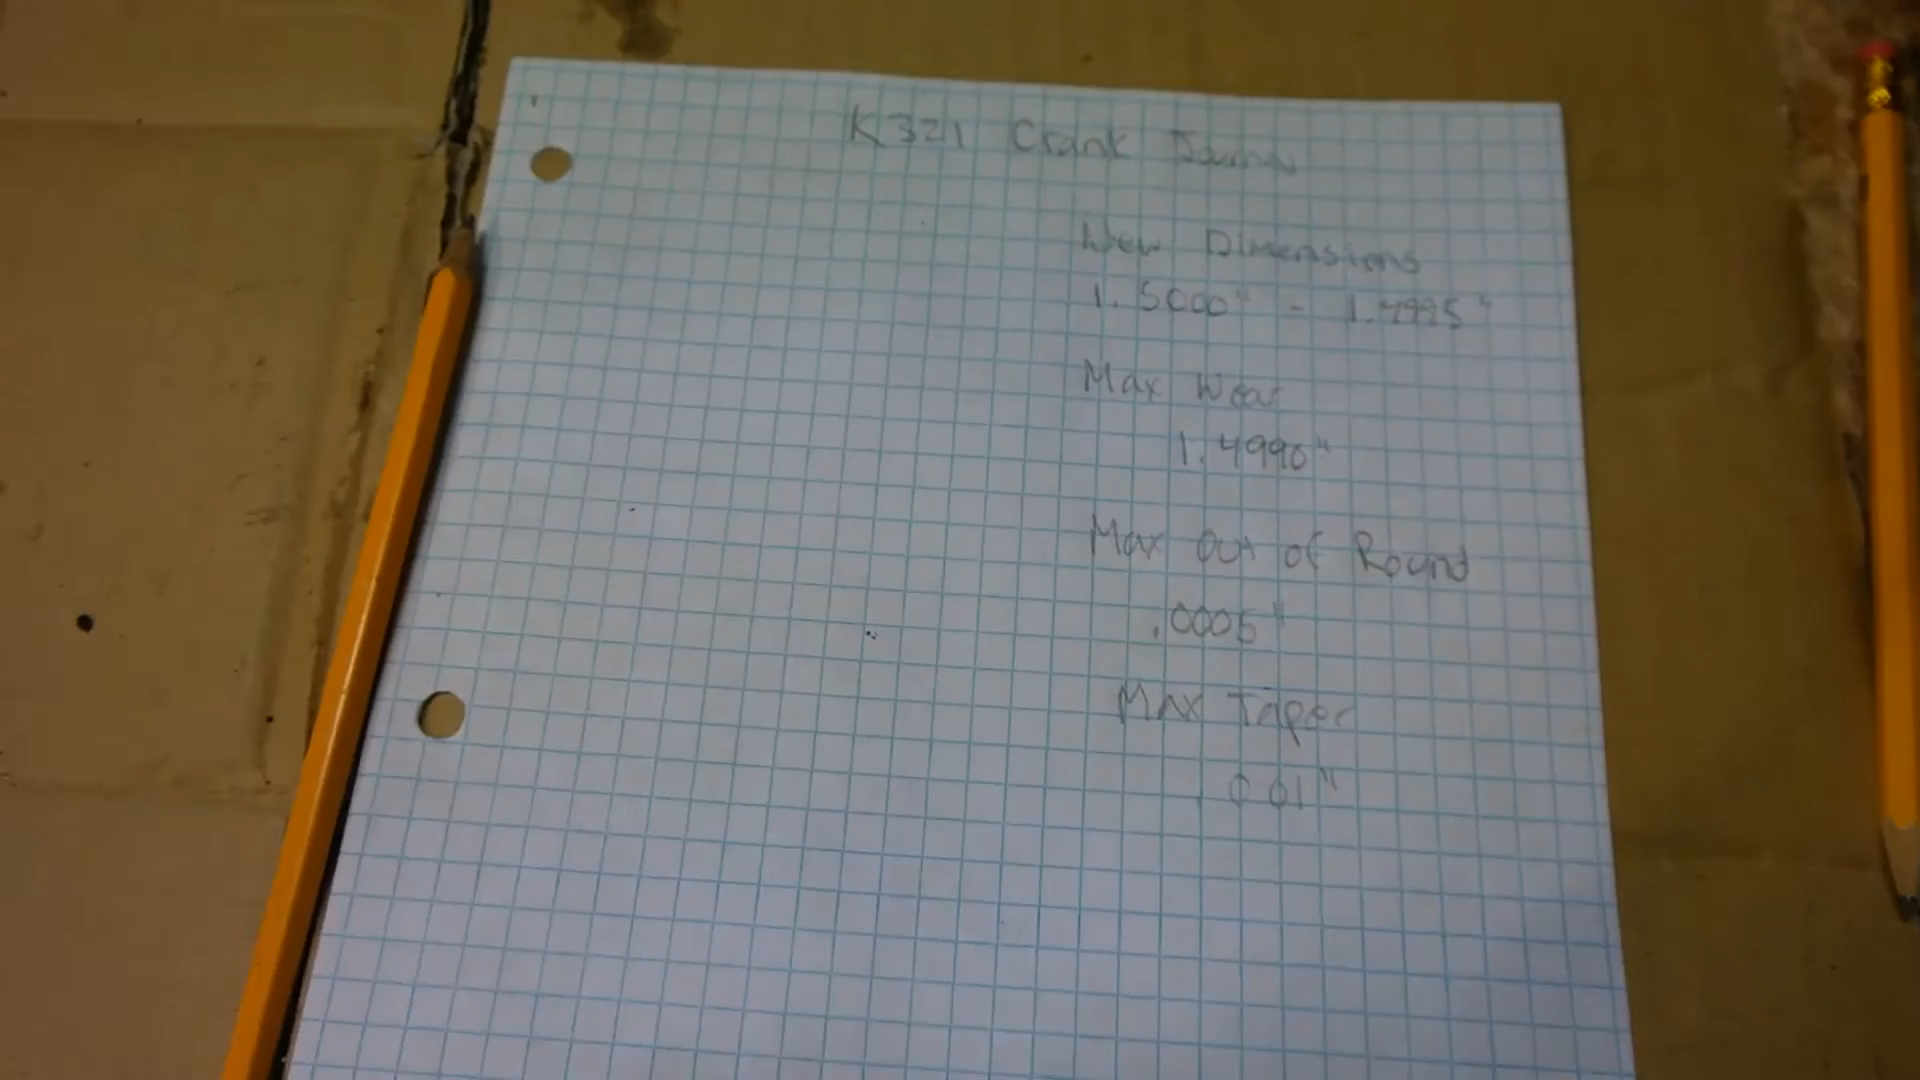 K321 Crank Journal
New Dimensions
1.5000" - 1.4995"
Max Wear
1.4990"
Max Out of Round
.0005"
Max Taper
.001"